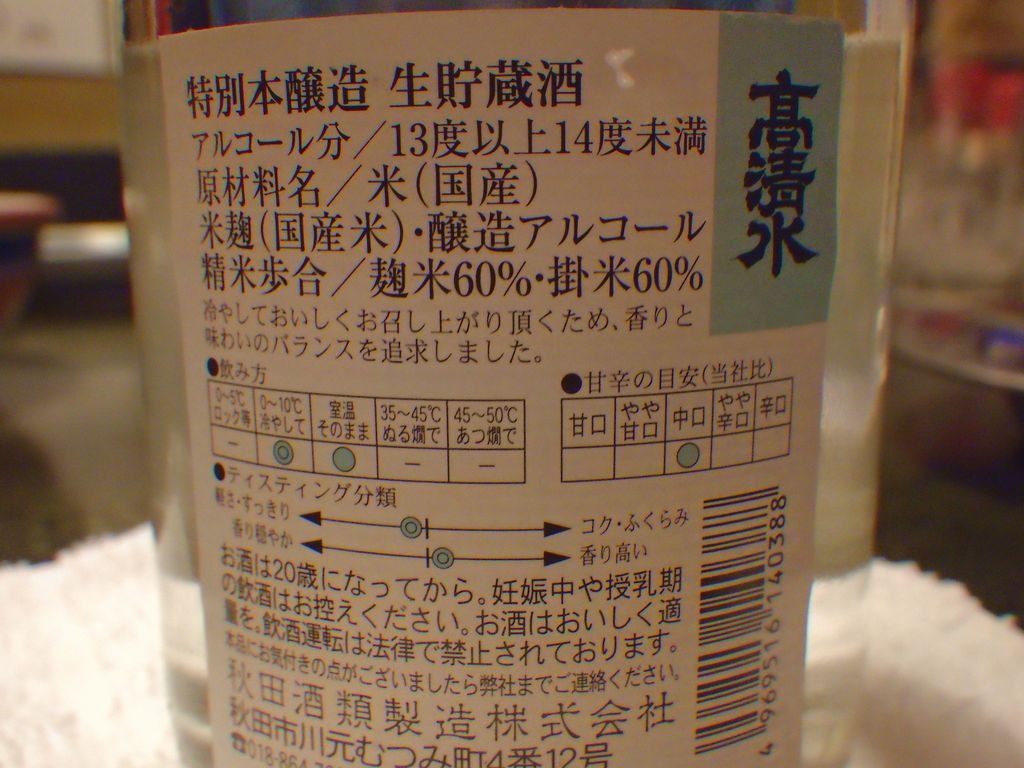 高清水
特別本醸造 生貯蔵酒
アルコール分／13度以上14度未満
原材料名／米(国産)
米麹(国産米)・醸造アルコール
精米歩合／麹米60%・掛米60%
冷やしておいしくお召し上がり頂くため、香りと
味わいのバランスを追求しました。
●飲み方
0～5℃ ロック等 0～10℃ 冷やして 室温 そのまま 35～45℃ ぬる燗で 45～50℃ あつ燗で
－ ◎ ● － －
●甘辛の目安(当社比)
甘口 やや甘口 中口 やや辛口 辛口
●テイスティング分類
軽さ・すっきり コク・ふくらみ
香り穏やか 香り高い
お酒は20歳になってから。妊娠中や授乳期
の飲酒はお控えください。お酒はおいしく適
量を。飲酒運転は法律で禁止されております。
本品にお気付きの点がございましたら弊社までご連絡ください。
秋田酒類製造株式会社
秋田市川元むつみ町4番12号
☎018-864-
4969516140388